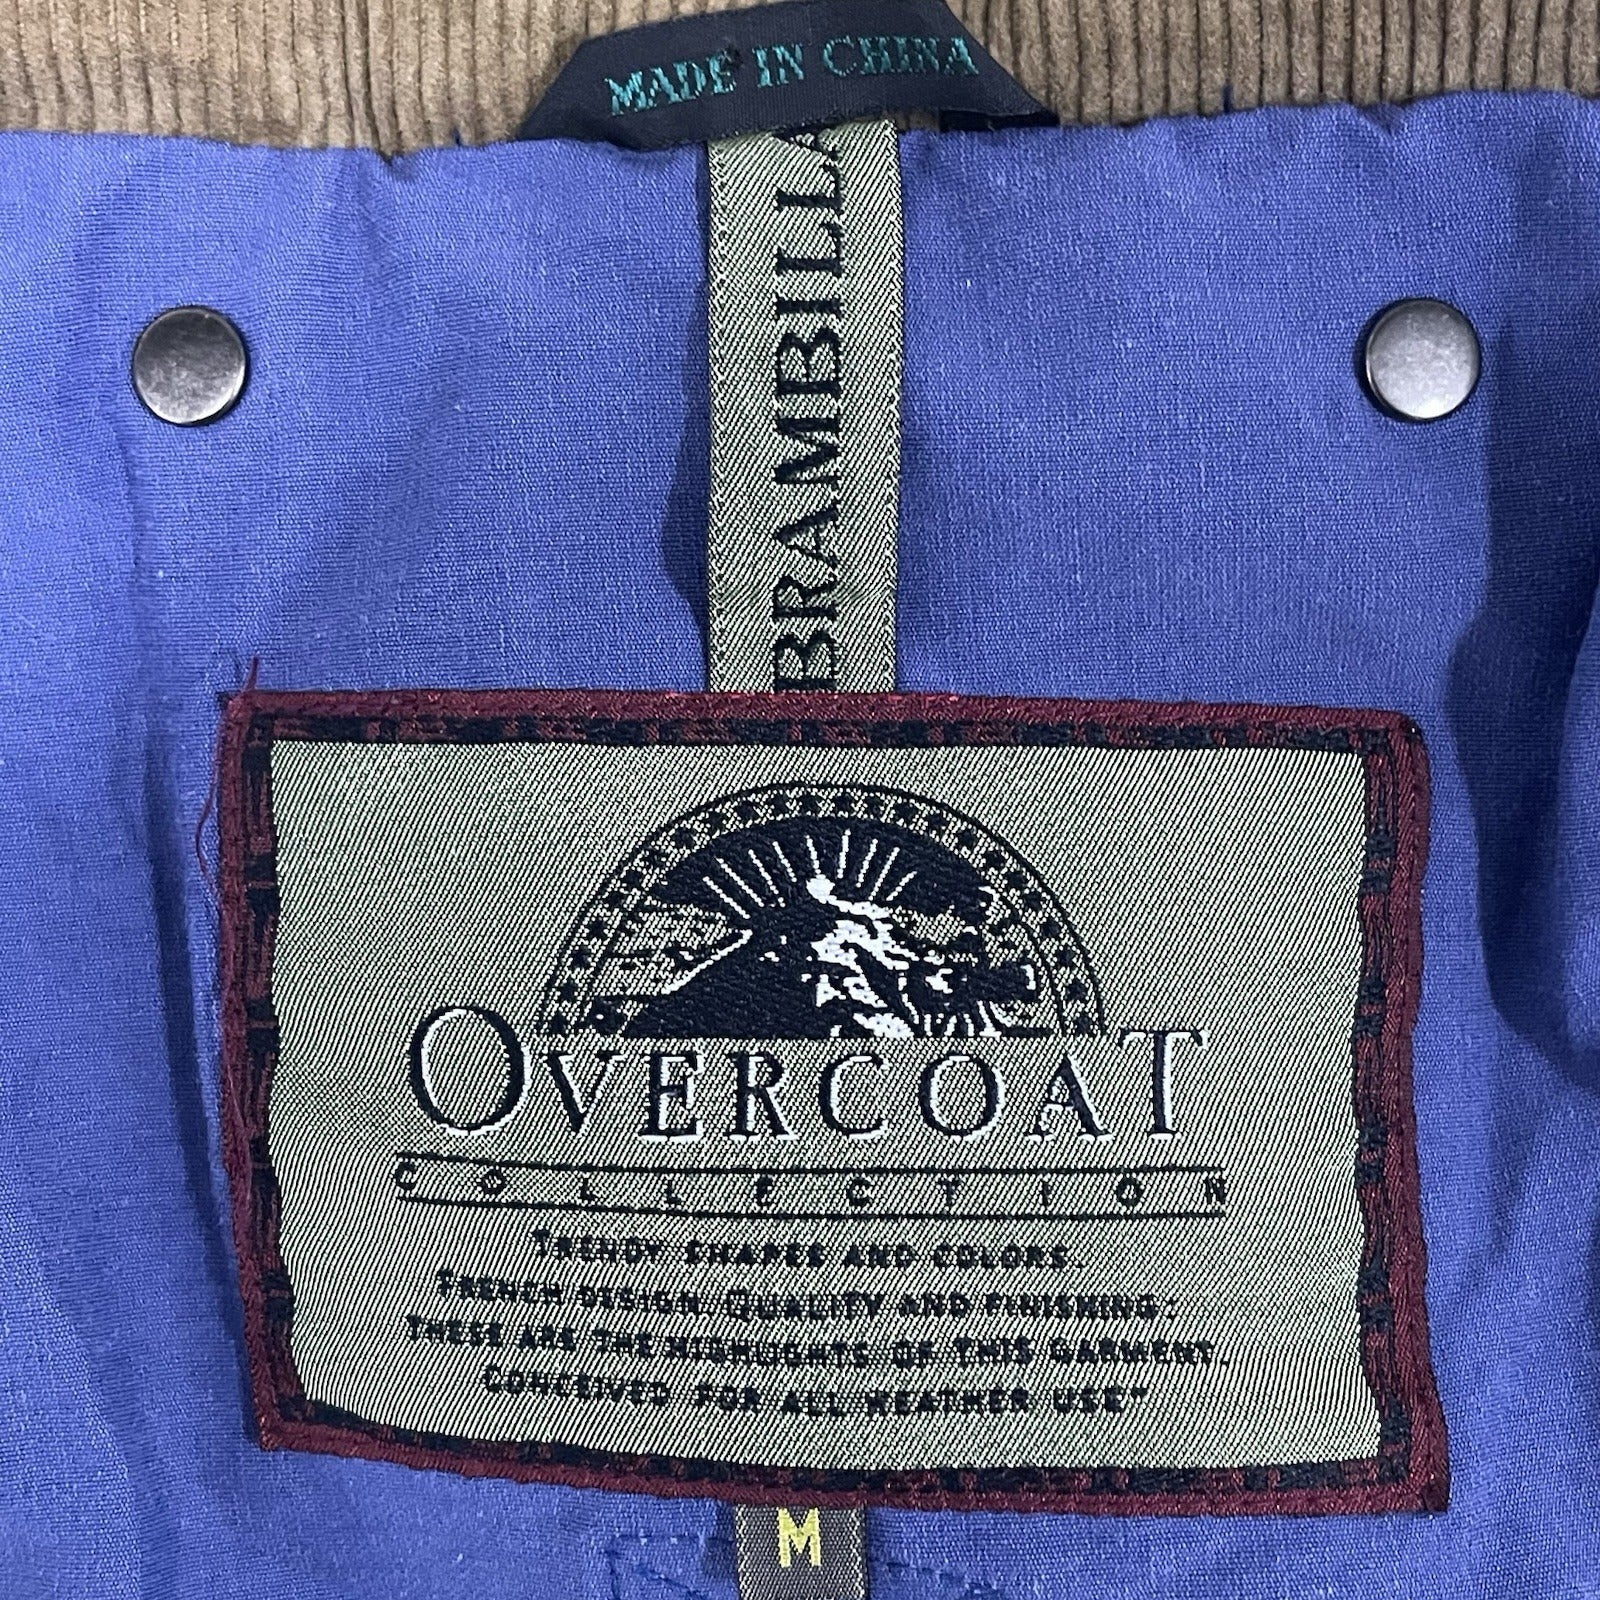 MADE IN CHINA
BRAMBILLA
OVERCOAT
COLLECTION
TRENDY SHAPES AND COLORS.
FRENCH DESIGN. QUALITY AND FINISHING:
THESE ARE THE HIGHLIGHTS OF THIS GARMENT.
CONCEIVED FOR ALL WEATHER USE"
M